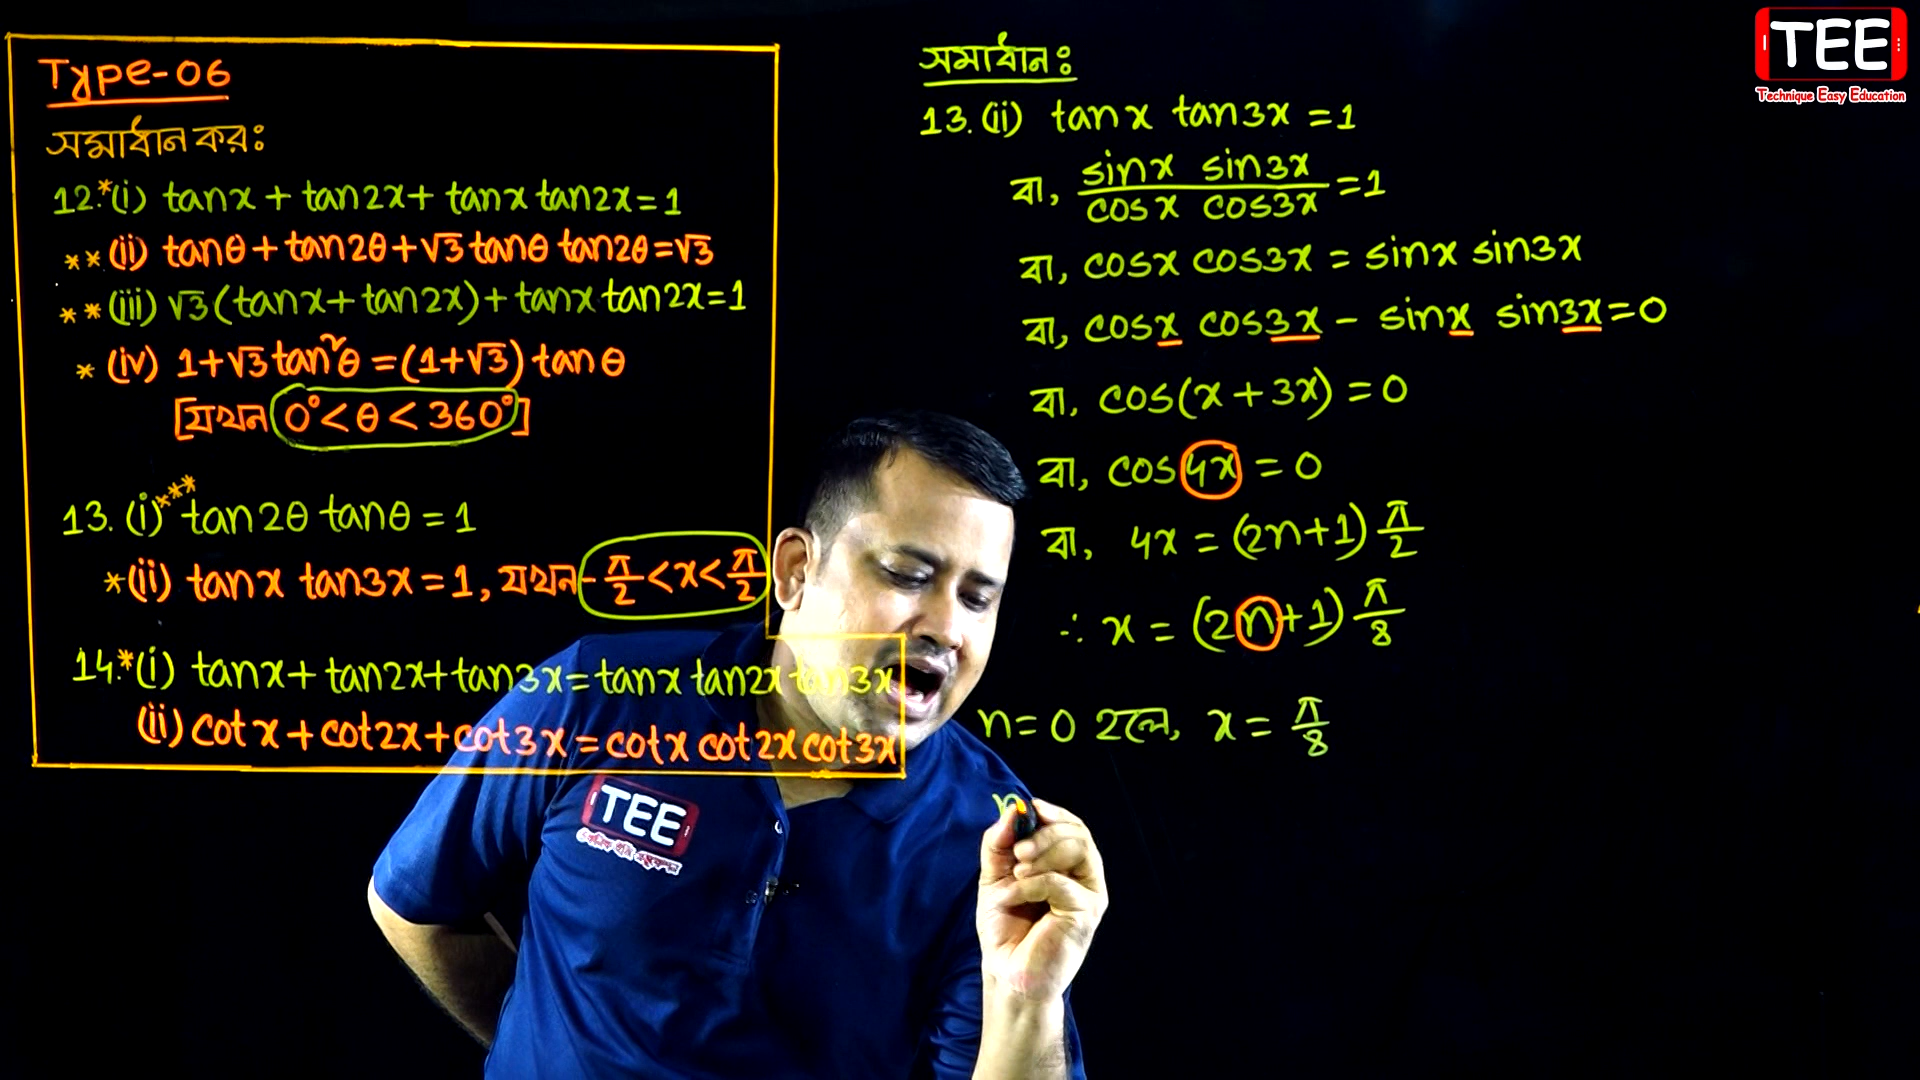 Type-06
সমাধান করঃ
12.*(i) tanx + tan2x + tanx tan2x = 1
** (ii) tanθ + tan2θ + √3 tanθ tan2θ = √3
** (iii) √3 (tanx + tan2x) + tanx tan2x = 1
* (iv) 1 + √3 tan²θ = (1 + √3) tanθ
[যখন 0° < θ < 360°]
13. (i)*** tan2θ tanθ = 1
*(ii) tanx tan3x = 1, যখন -π/2 < x < π/2
14.*(i) tanx + tan2x + tan3x = tanx tan2x tan3x
(ii) cotx + cot2x + cot3x = cotx cot2x cot3x
সমাধানঃ
13. (ii) tanx tan3x = 1
বা, sinx sin3x / cosx cos3x = 1
বা, cosx cos3x = sinx sin3x
বা, cosx cos3x - sinx sin3x = 0
বা, cos(x + 3x) = 0
বা, cos4x = 0
বা, 4x = (2n+1) π/2
∴ x = (2n+1) π/8
n = 0 হলে, x = π/8
n
TEE
Technique Easy Education
TEE